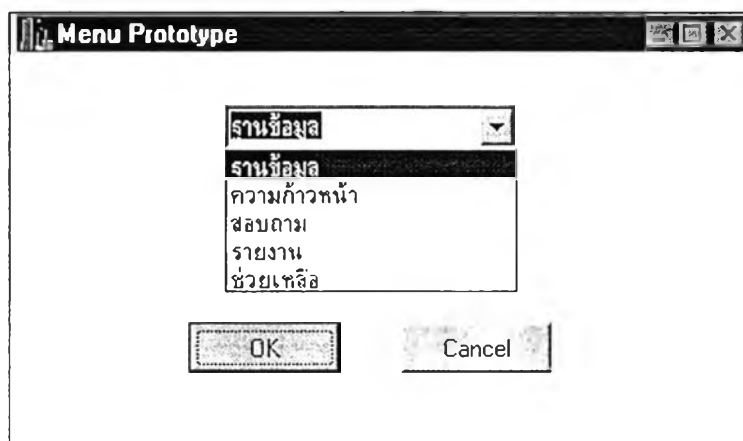 Menu Prototype
ฐานข้อมูล
ฐานข้อมูล
ความก้าวหน้า
สอบถาม
รายงาน
ช่วยเหลือ
OK Cancel